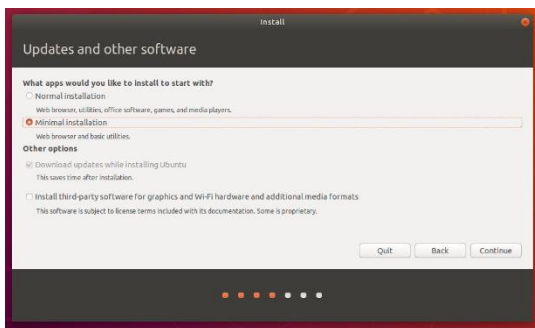 Install
Updates and other software
What apps would you like to install to start with?
Normal installation
Web browser, utilities, office software, games, and media players.
Minimal installation
Web browser and basic utilities.
Other options
Download updates while installing Ubuntu
This saves time after installation.
Install third-party software for graphics and Wi-Fi hardware and additional media formats
This software is subject to license terms included with its documentation. Some is proprietary.
Quit Back Continue